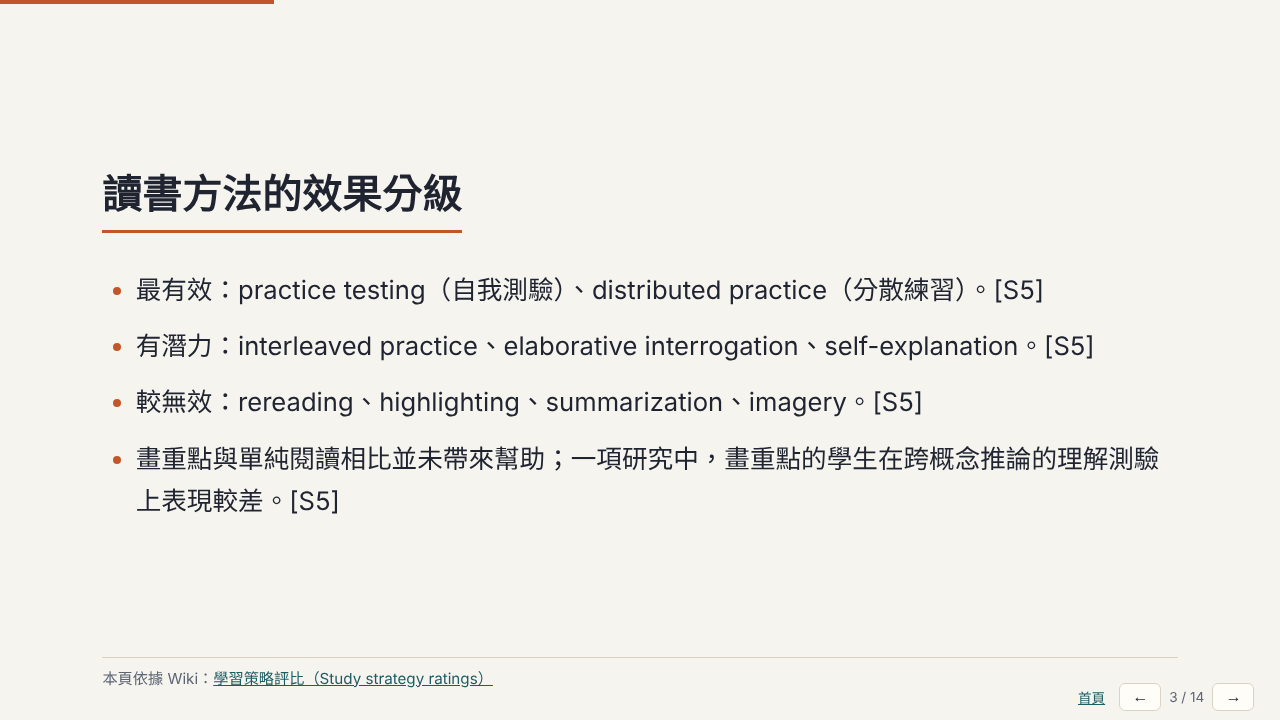 讀書方法的效果分級
最有效：practice testing（自我測驗）、distributed practice（分散練習）。[S5]
有潛力：interleaved practice、elaborative interrogation、self-explanation。[S5]
較無效：rereading、highlighting、summarization、imagery。[S5]
畫重點與單純閱讀相比並未帶來幫助；一項研究中，畫重點的學生在跨概念推論的理解測驗
上表現較差。[S5]
本頁依據 Wiki：學習策略評比（Study strategy ratings）
首頁 ← 3 / 14 →